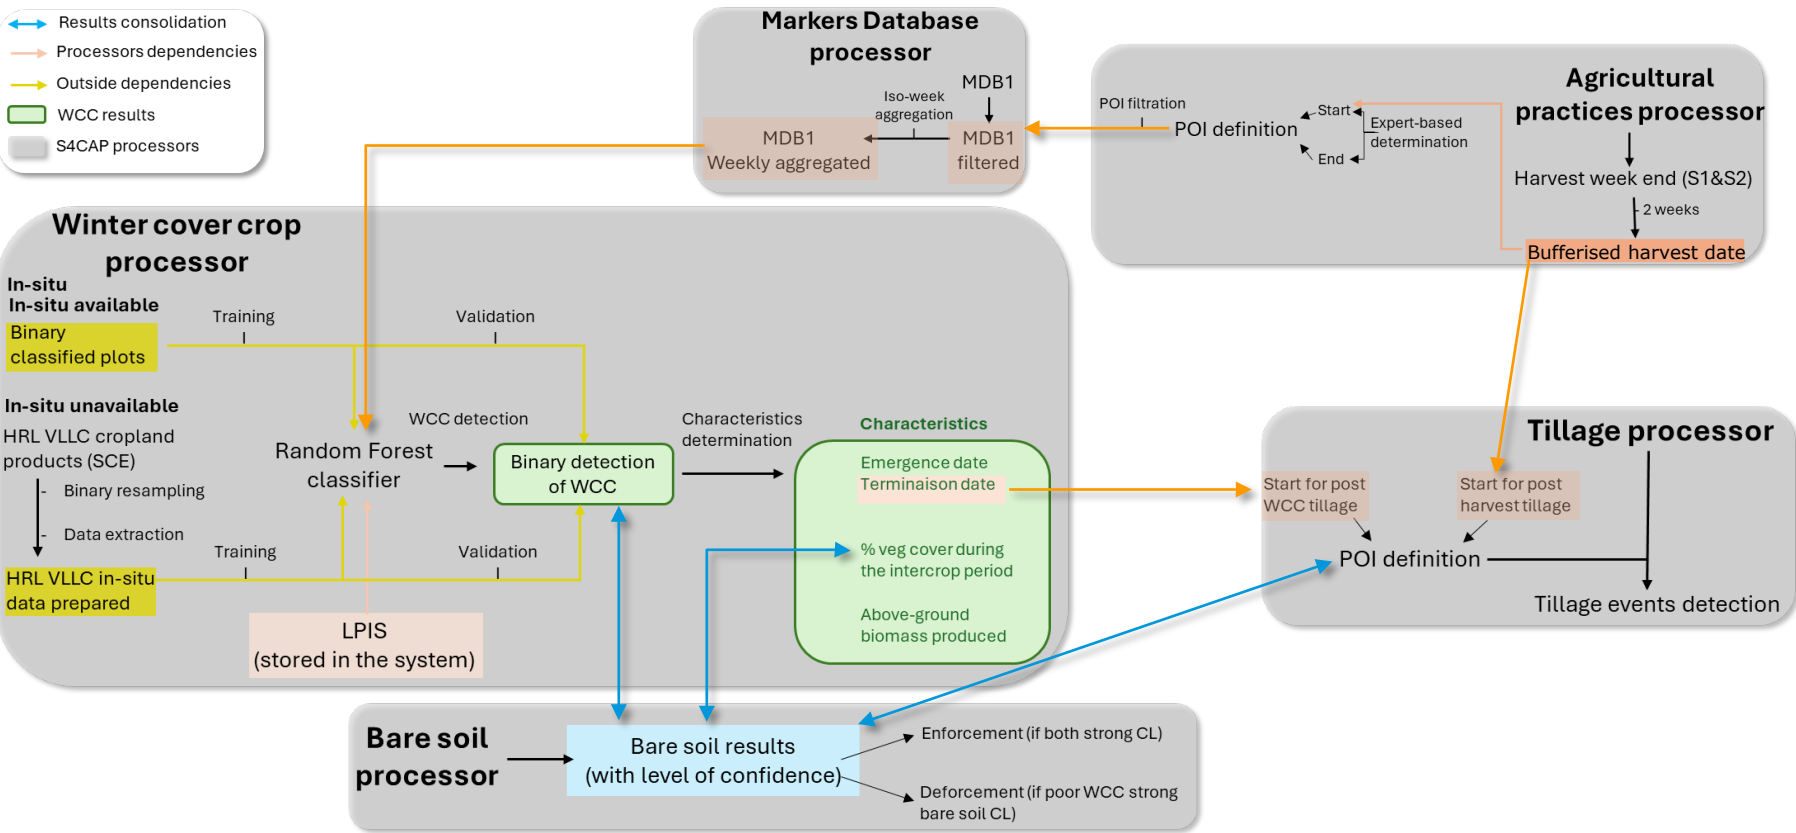 Results consolidation
Processors dependencies
Outside dependencies
WCC results
S4CAP processors
Markers Database
processor
MDB1
Iso-week
aggregation
MDB1
Weekly aggregated
MDB1
filtered
Agricultural
practices processor
POI filtration
POI definition
Start
End
Expert-based
determination
Harvest week end (S1&S2)
- 2 weeks
Bufferised harvest date
Winter cover crop
processor
In-situ
In-situ available
Binary
classified plots
Training
Validation
In-situ unavailable
HRL VLLC cropland
products (SCE)
- Binary resampling
- Data extraction
HRL VLLC in-situ
data prepared
Training
Validation
Random Forest
classifier
LPIS
(stored in the system)
WCC detection
Binary detection
of WCC
Characteristics
determination
Characteristics
Emergence date
Terminaison date
% veg cover during
the intercrop period
Above-ground
biomass produced
Tillage processor
Start for post
WCC tillage
Start for post
harvest tillage
POI definition
Tillage events detection
Bare soil
processor
Bare soil results
(with level of confidence)
Enforcement (if both strong CL)
Deforcement (if poor WCC strong
bare soil CL)